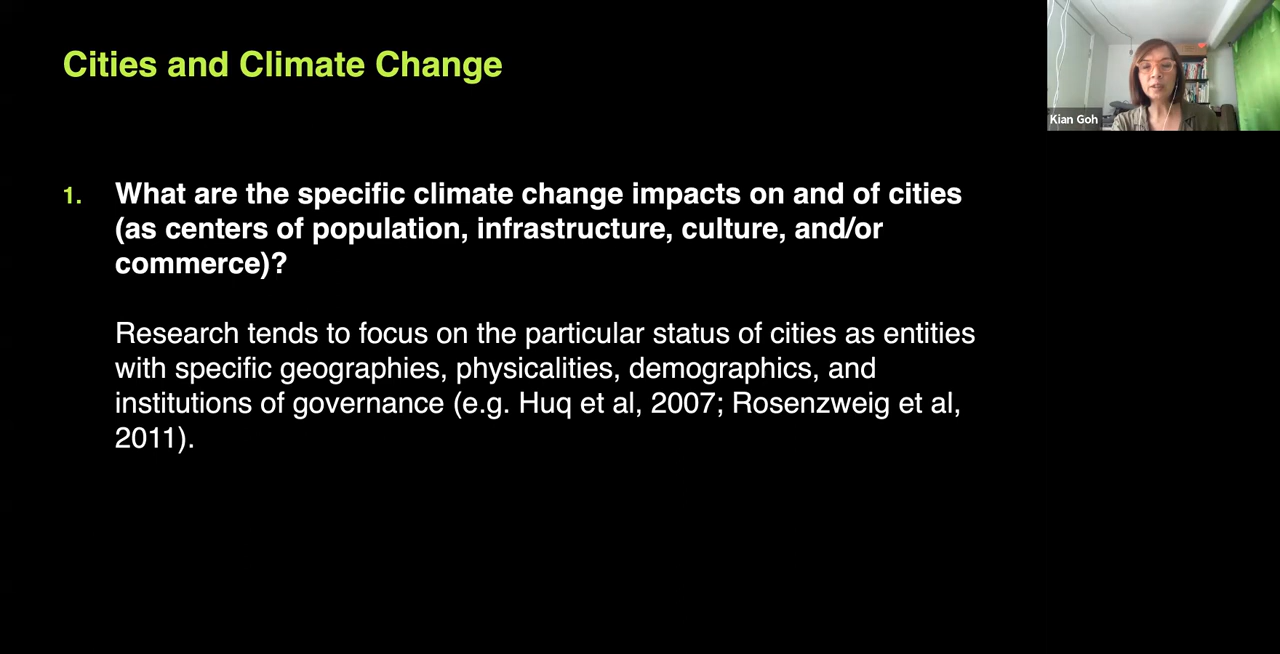 Cities and Climate Change
Kian Goh
1. What are the specific climate change impacts on and of cities
(as centers of population, infrastructure, culture, and/or
commerce)?
Research tends to focus on the particular status of cities as entities
with specific geographies, physicalities, demographics, and
institutions of governance (e.g. Huq et al, 2007; Rosenzweig et al,
2011).